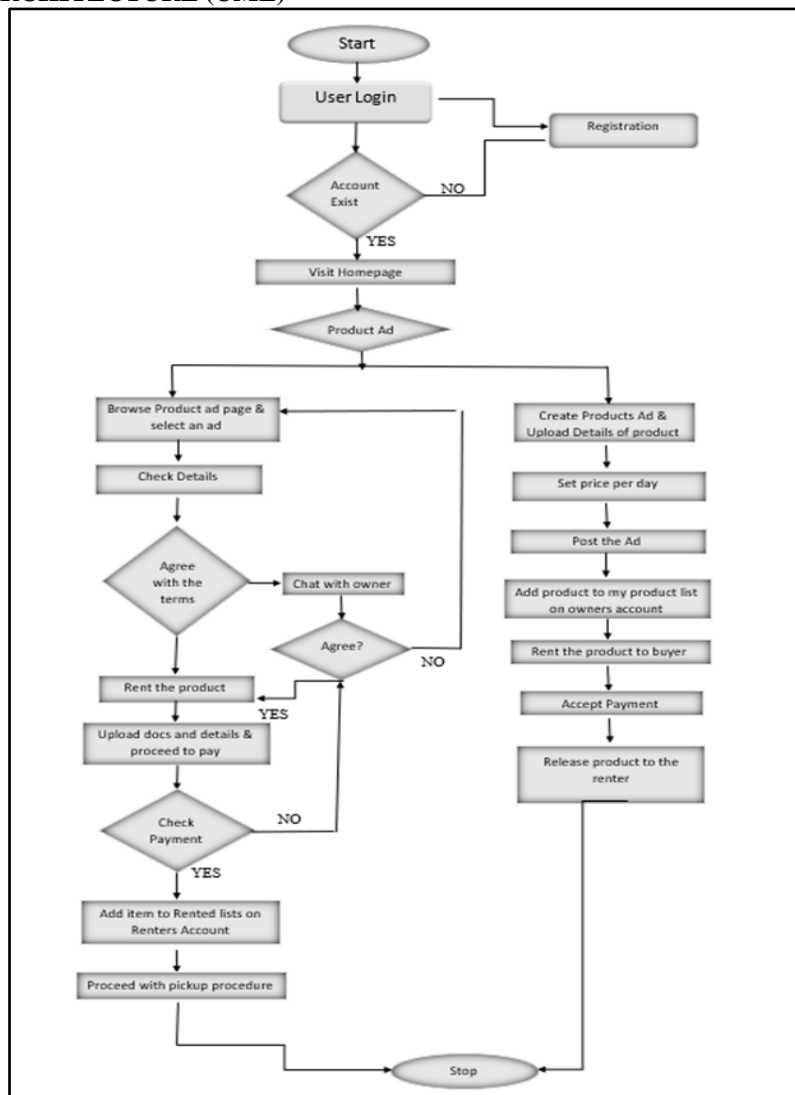 Start
User Login
Registration
Account
Exist
NO
YES
Visit Homepage
Product Ad
Browse Product ad page &
select an ad
Check Details
Agree
with the
terms
Chat with owner
Agree?
NO
Rent the product
YES
Upload docs and details &
proceed to pay
Check
Payment
NO
YES
Add item to Rented lists on
Renters Account
Proceed with pickup procedure
Create Products Ad &
Upload Details of product
Set price per day
Post the Ad
Add product to my product list
on owners account
Rent the product to buyer
Accept Payment
Release product to the
renter
Stop